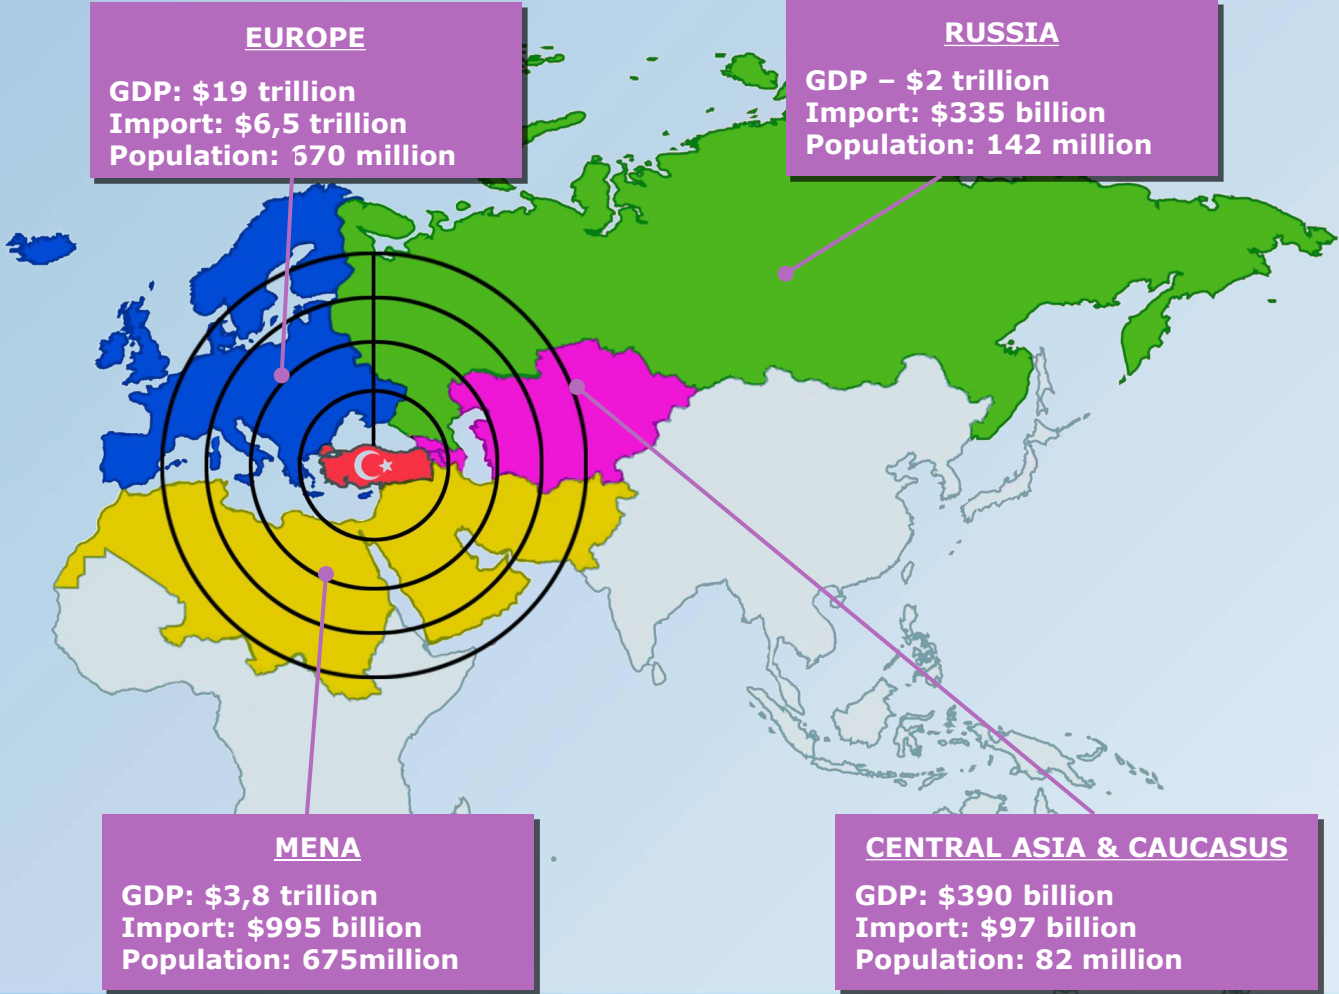 EUROPE
GDP: $19 trillion
Import: $6,5 trillion
Population: 670 million
RUSSIA
GDP – $2 trillion
Import: $335 billion
Population: 142 million
MENA
GDP: $3,8 trillion
Import: $995 billion
Population: 675million
CENTRAL ASIA & CAUCASUS
GDP: $390 billion
Import: $97 billion
Population: 82 million